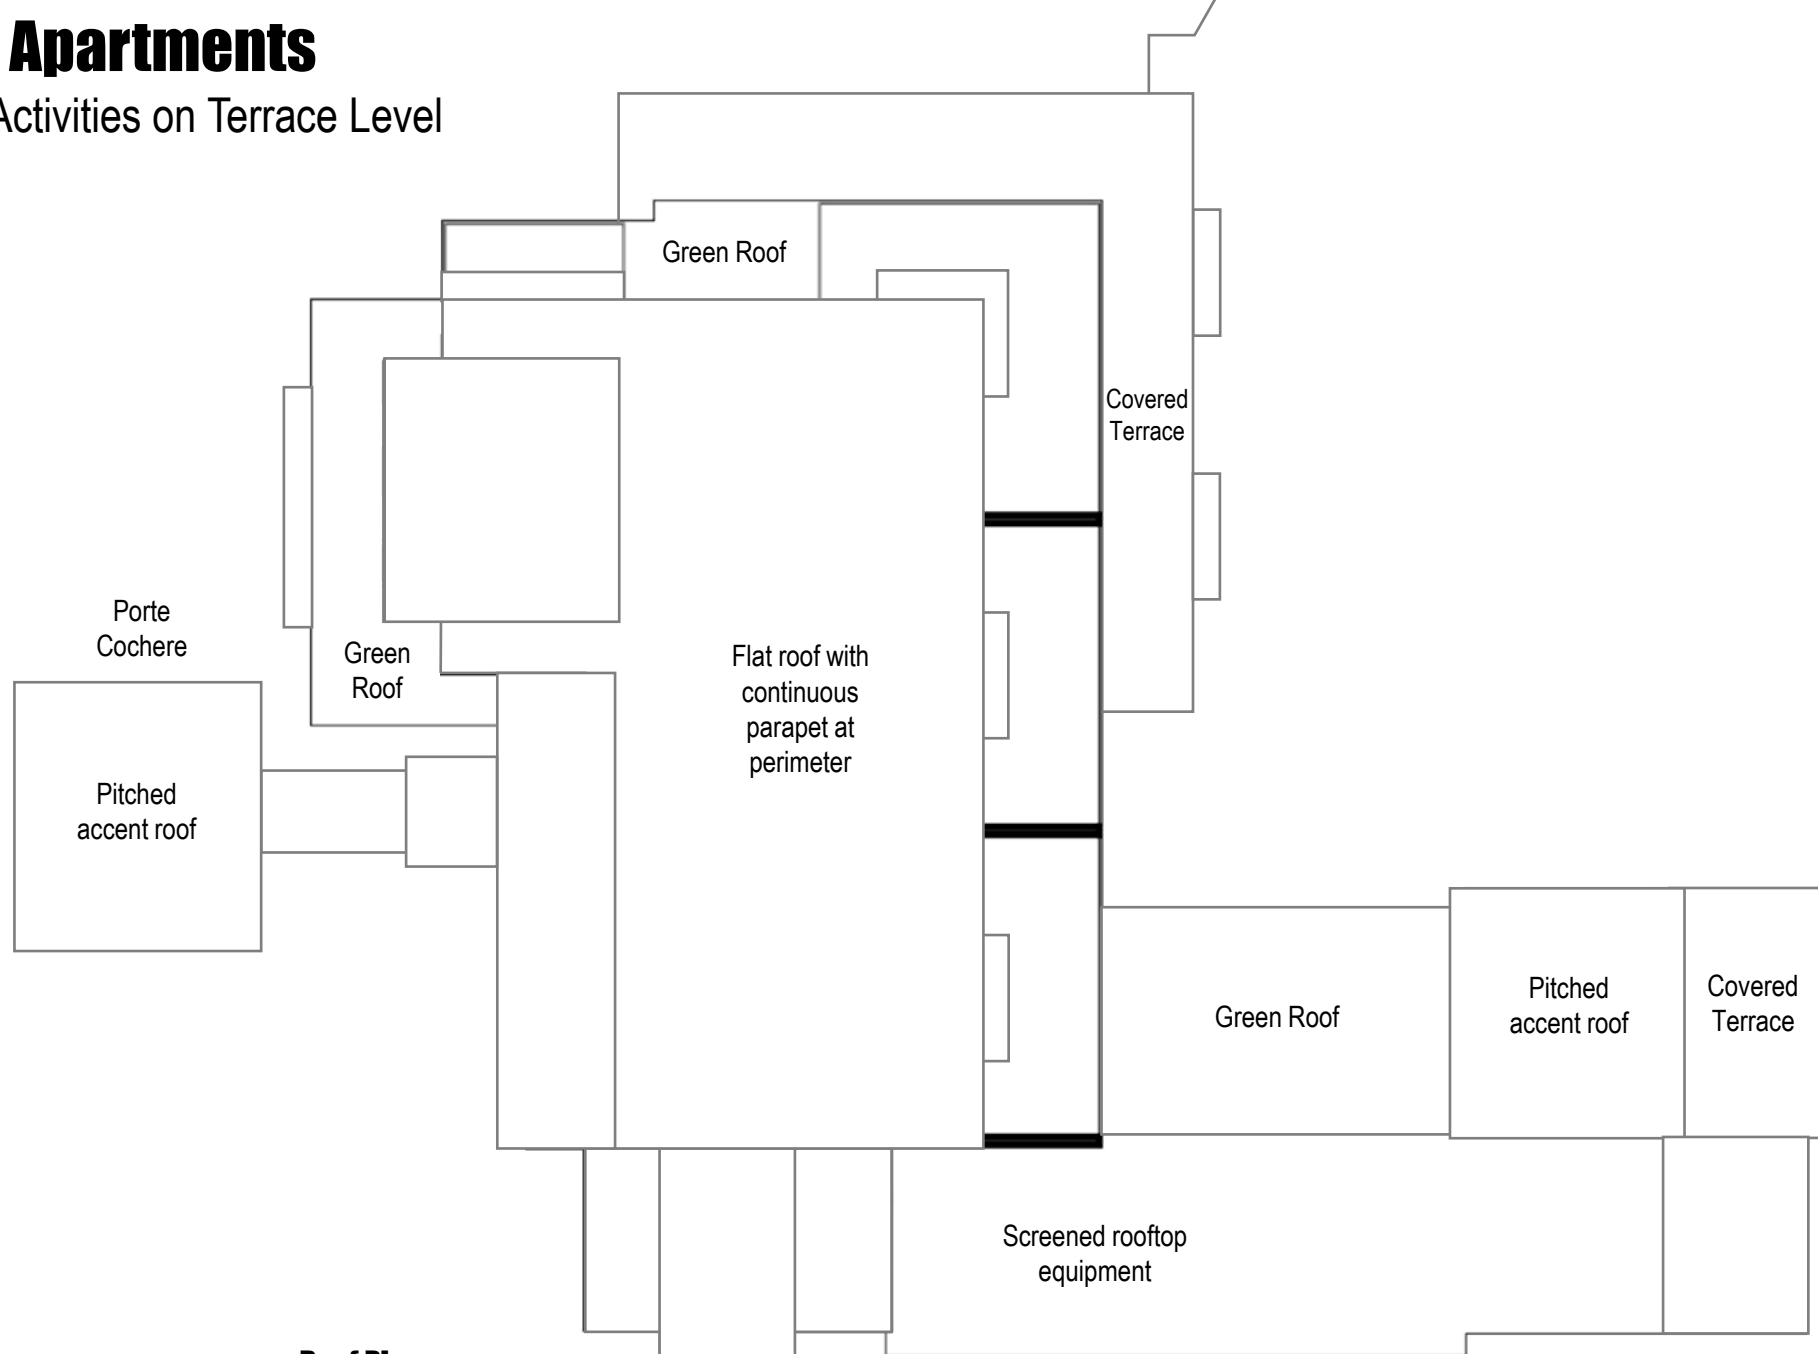 Apartments
Activities on Terrace Level
Green Roof
Covered
Terrace
Porte
Cochere
Green
Roof
Flat roof with
continuous
parapet at
perimeter
Pitched
accent roof
Green Roof
Pitched
accent roof
Covered
Terrace
Screened rooftop
equipment